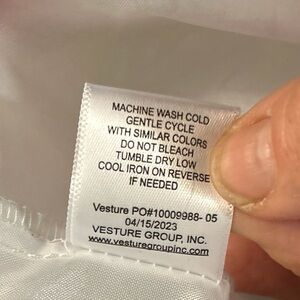 MACHINE WASH COLD
GENTLE CYCLE
WITH SIMILAR COLORS
DO NOT BLEACH
TUMBLE DRY LOW
COOL IRON ON REVERSE
IF NEEDED
Vesture PO#10009988- 05
04/15/2023
VESTURE GROUP, INC.
www.vesturegroupinc.com